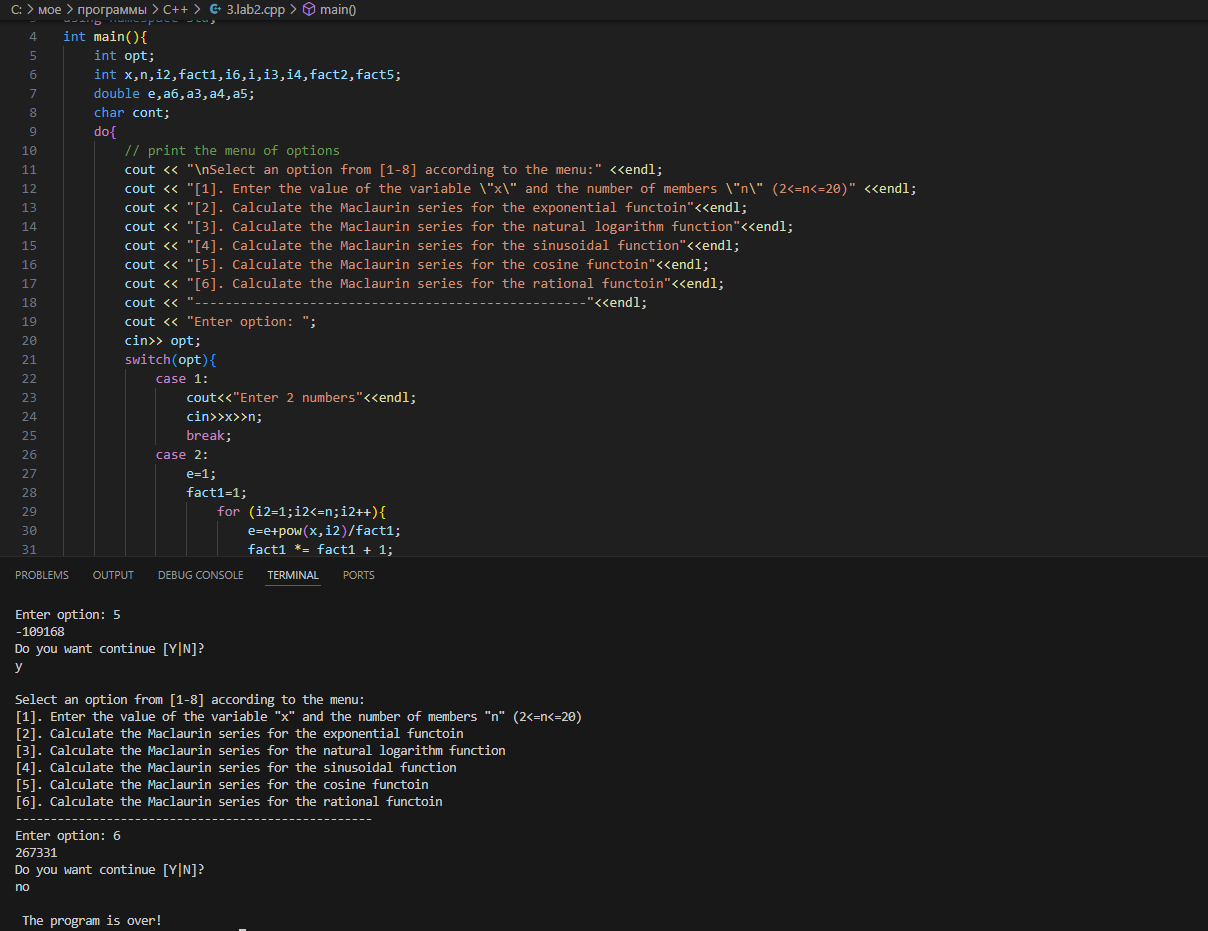 C: > мое > программы > C++ > 3.lab2.cpp > main()
3 using namespace std;
4 int main(){
5 int opt;
6 int x,n,i2,fact1,i6,i,i3,i4,fact2,fact5;
7 double e,a6,a3,a4,a5;
8 char cont;
9 do{
10 // print the menu of options
11 cout << "\nSelect an option from [1-8] according to the menu:" <<endl;
12 cout << "[1]. Enter the value of the variable \"x\" and the number of members \"n\" (2<=n<=20)" <<endl;
13 cout << "[2]. Calculate the Maclaurin series for the exponential functoin"<<endl;
14 cout << "[3]. Calculate the Maclaurin series for the natural logarithm function"<<endl;
15 cout << "[4]. Calculate the Maclaurin series for the sinusoidal function"<<endl;
16 cout << "[5]. Calculate the Maclaurin series for the cosine functoin"<<endl;
17 cout << "[6]. Calculate the Maclaurin series for the rational functoin"<<endl;
18 cout << "---------------------------------------------------"<<endl;
19 cout << "Enter option: ";
20 cin>> opt;
21 switch(opt){
22 case 1:
23 cout<<"Enter 2 numbers"<<endl;
24 cin>>x>>n;
25 break;
26 case 2:
27 e=1;
28 fact1=1;
29 for (i2=1;i2<=n;i2++){
30 e=e+pow(x,i2)/fact1;
31 fact1 *= fact1 + 1;
PROBLEMS OUTPUT DEBUG CONSOLE TERMINAL PORTS
Enter option: 5
-109168
Do you want continue [Y|N]?
y
Select an option from [1-8] according to the menu:
[1]. Enter the value of the variable "x" and the number of members "n" (2<=n<=20)
[2]. Calculate the Maclaurin series for the exponential functoin
[3]. Calculate the Maclaurin series for the natural logarithm function
[4]. Calculate the Maclaurin series for the sinusoidal function
[5]. Calculate the Maclaurin series for the cosine functoin
[6]. Calculate the Maclaurin series for the rational functoin
---------------------------------------------------
Enter option: 6
267331
Do you want continue [Y|N]?
no
The program is over!